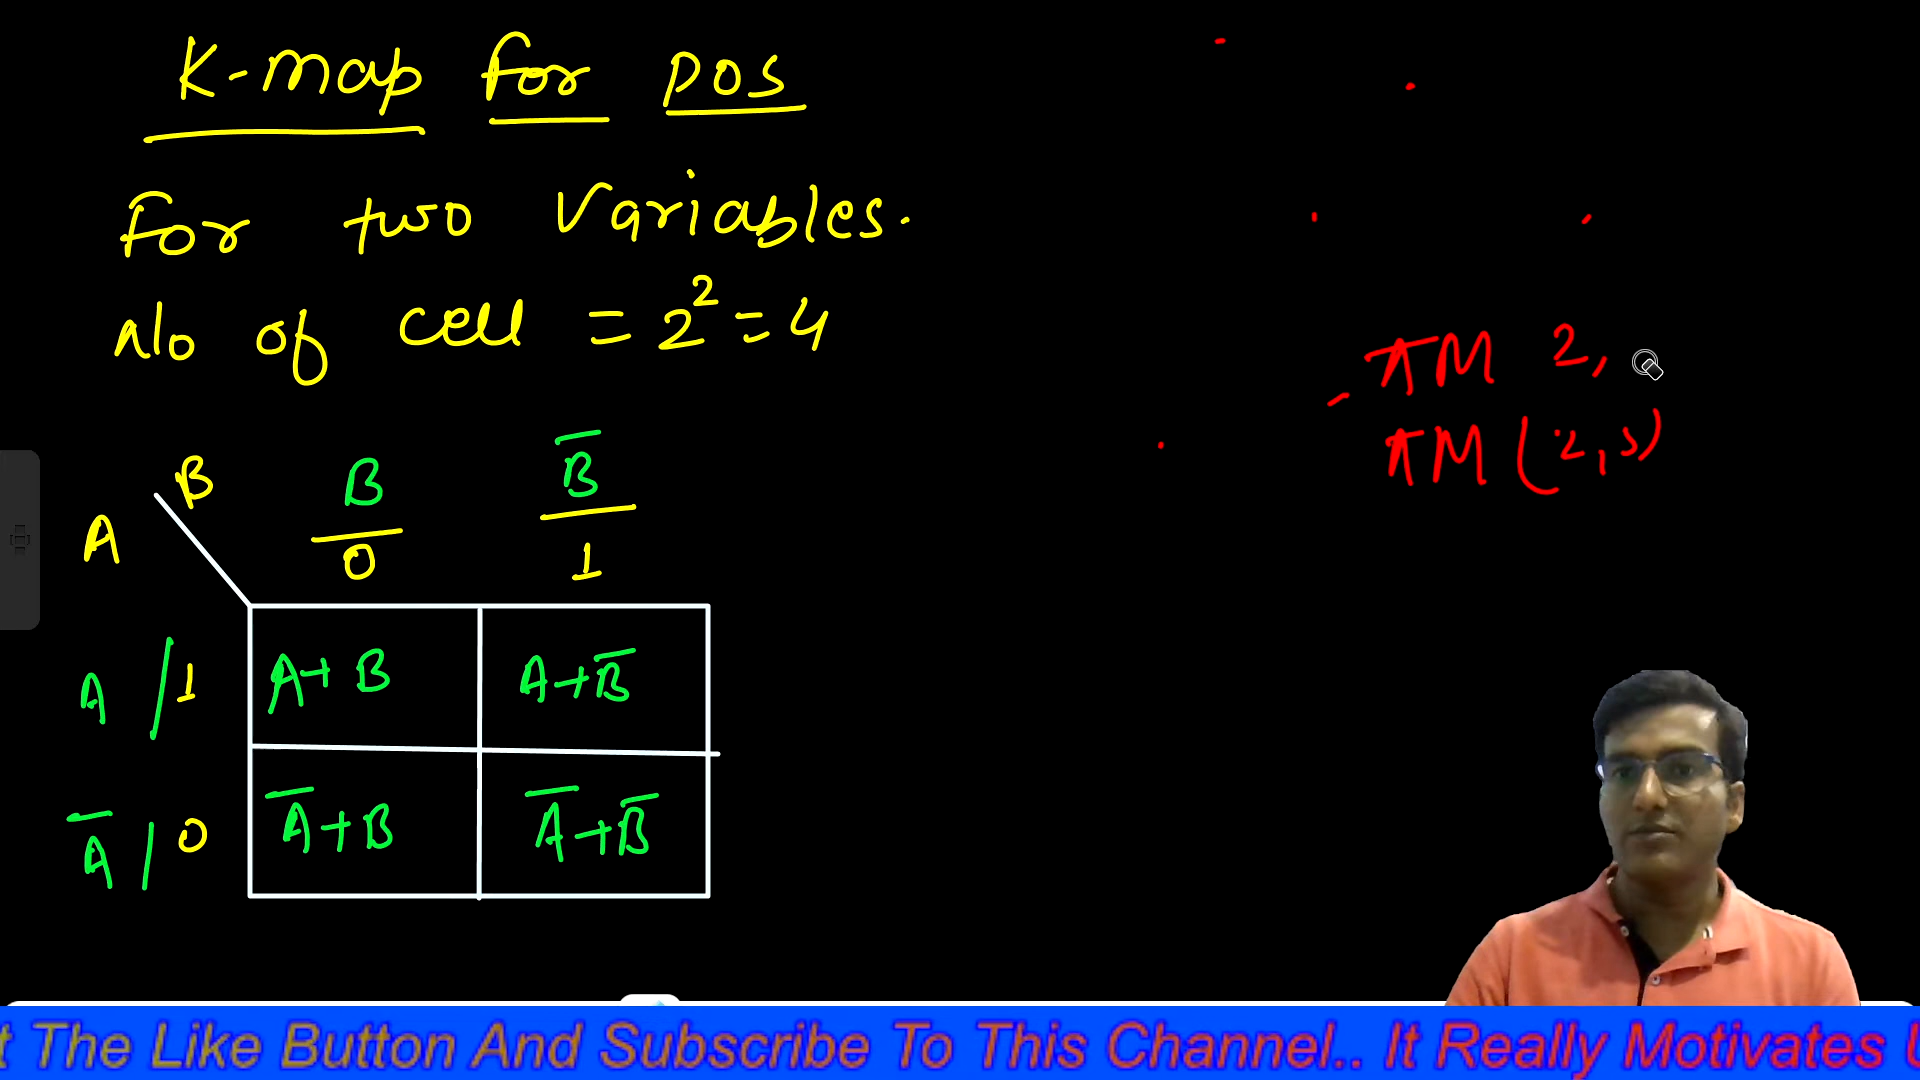 K-map for POS
for two variables.
No of cell = 2² = 4
πM 2,
πM (2,3)
B
B̅
B
A
0
1
A / 1
A+B
A+B̅
A̅ / 0
A̅+B
A̅+B̅
t The Like Button And Subscribe To This Channel.. It Really Motivates U